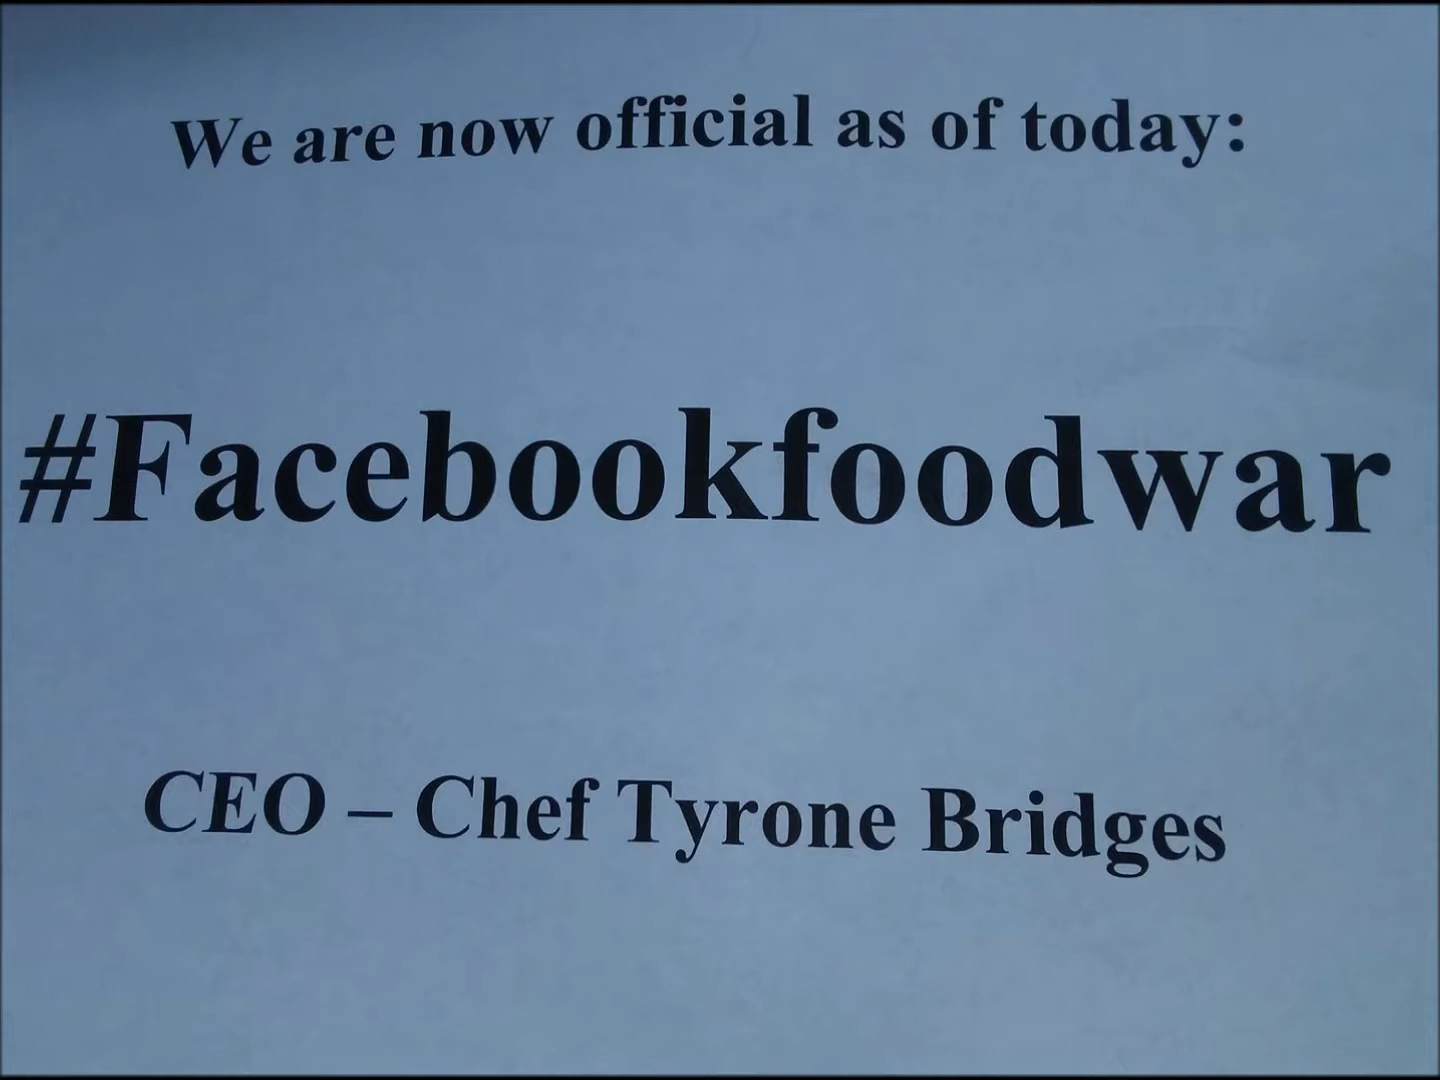 We are now official as of today:
#Facebookfoodwar
CEO – Chef Tyrone Bridges